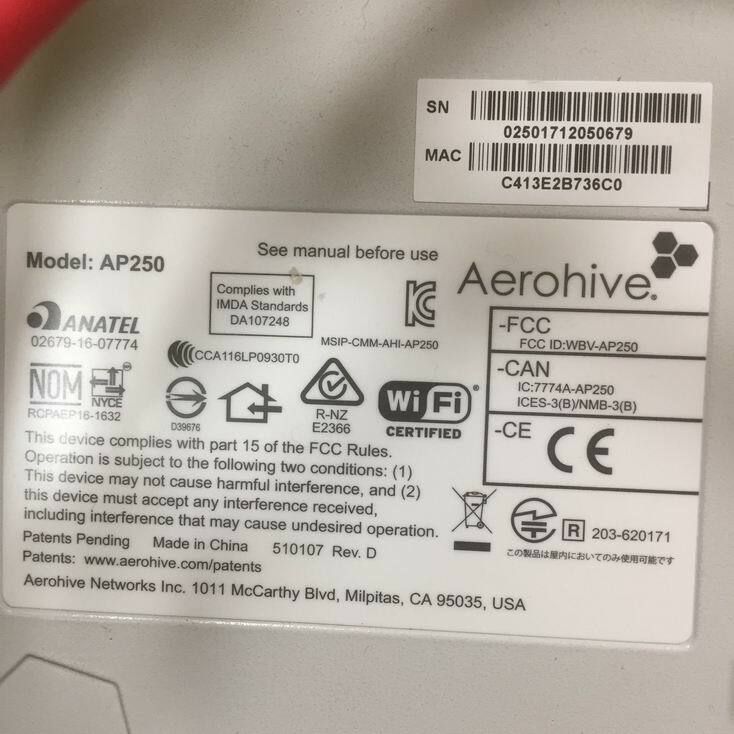 SN
02501712050679
MAC
C413E2B736C0
Model: AP250
See manual before use
Aerohive®
Complies with
IMDA Standards
DA107248
ANATEL
02679-16-07774
MSIP-CMM-AHI-AP250
CCA116LP0930T0
NOM
NYCE
RCPAEP16-1632
D39676
R-NZ
E2366
Wi Fi®
CERTIFIED
-FCC
FCC ID:WBV-AP250
-CAN
IC:7774A-AP250
ICES-3(B)/NMB-3(B)
-CE
CE
This device complies with part 15 of the FCC Rules.
Operation is subject to the following two conditions: (1)
This device may not cause harmful interference, and (2)
this device must accept any interference received,
including interference that may cause undesired operation.
R 203-620171
この製品は屋内においてのみ使用可能です
Patents Pending Made in China 510107 Rev. D
Patents: www.aerohive.com/patents
Aerohive Networks Inc. 1011 McCarthy Blvd, Milpitas, CA 95035, USA